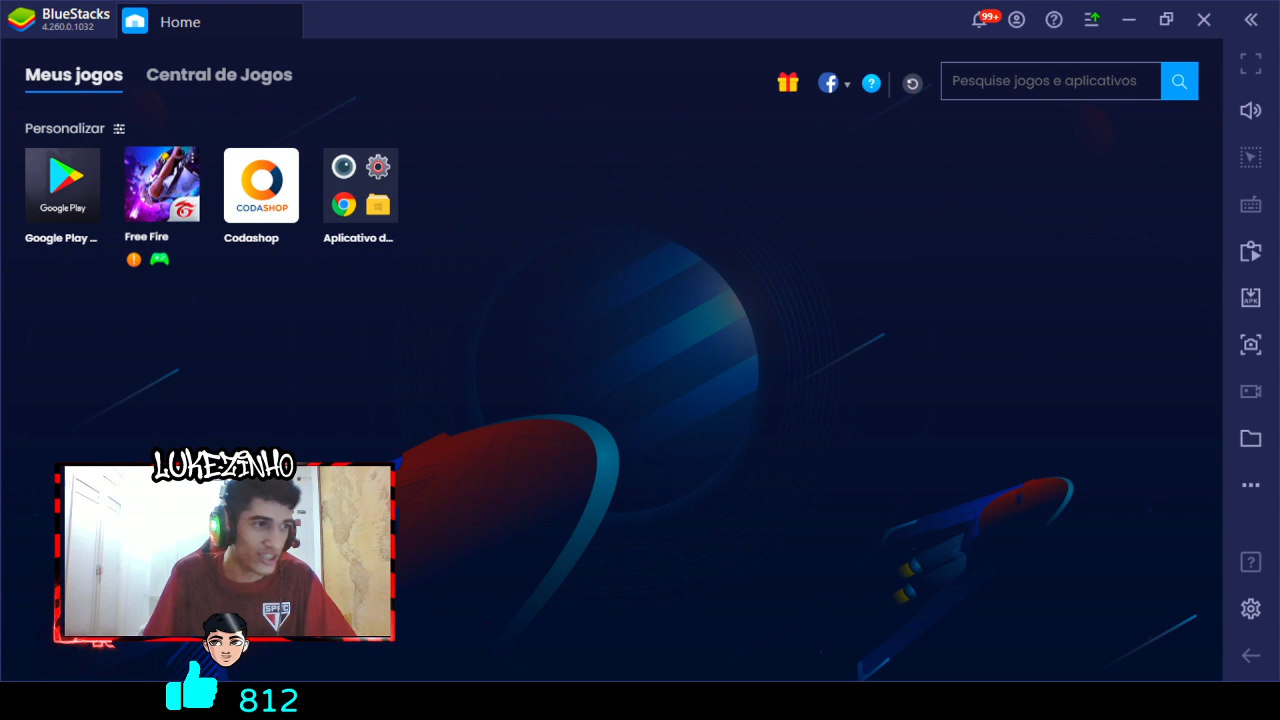 BlueStacks
4.260.0.1032
Home
99+
Meus jogos
Central de Jogos
Pesquise jogos e aplicativos
Personalizar
Google Play
CODASHOP
Google Play ...
Free Fire
Codashop
Aplicativo d...
APK
LUKEZINHO
SPFC
812